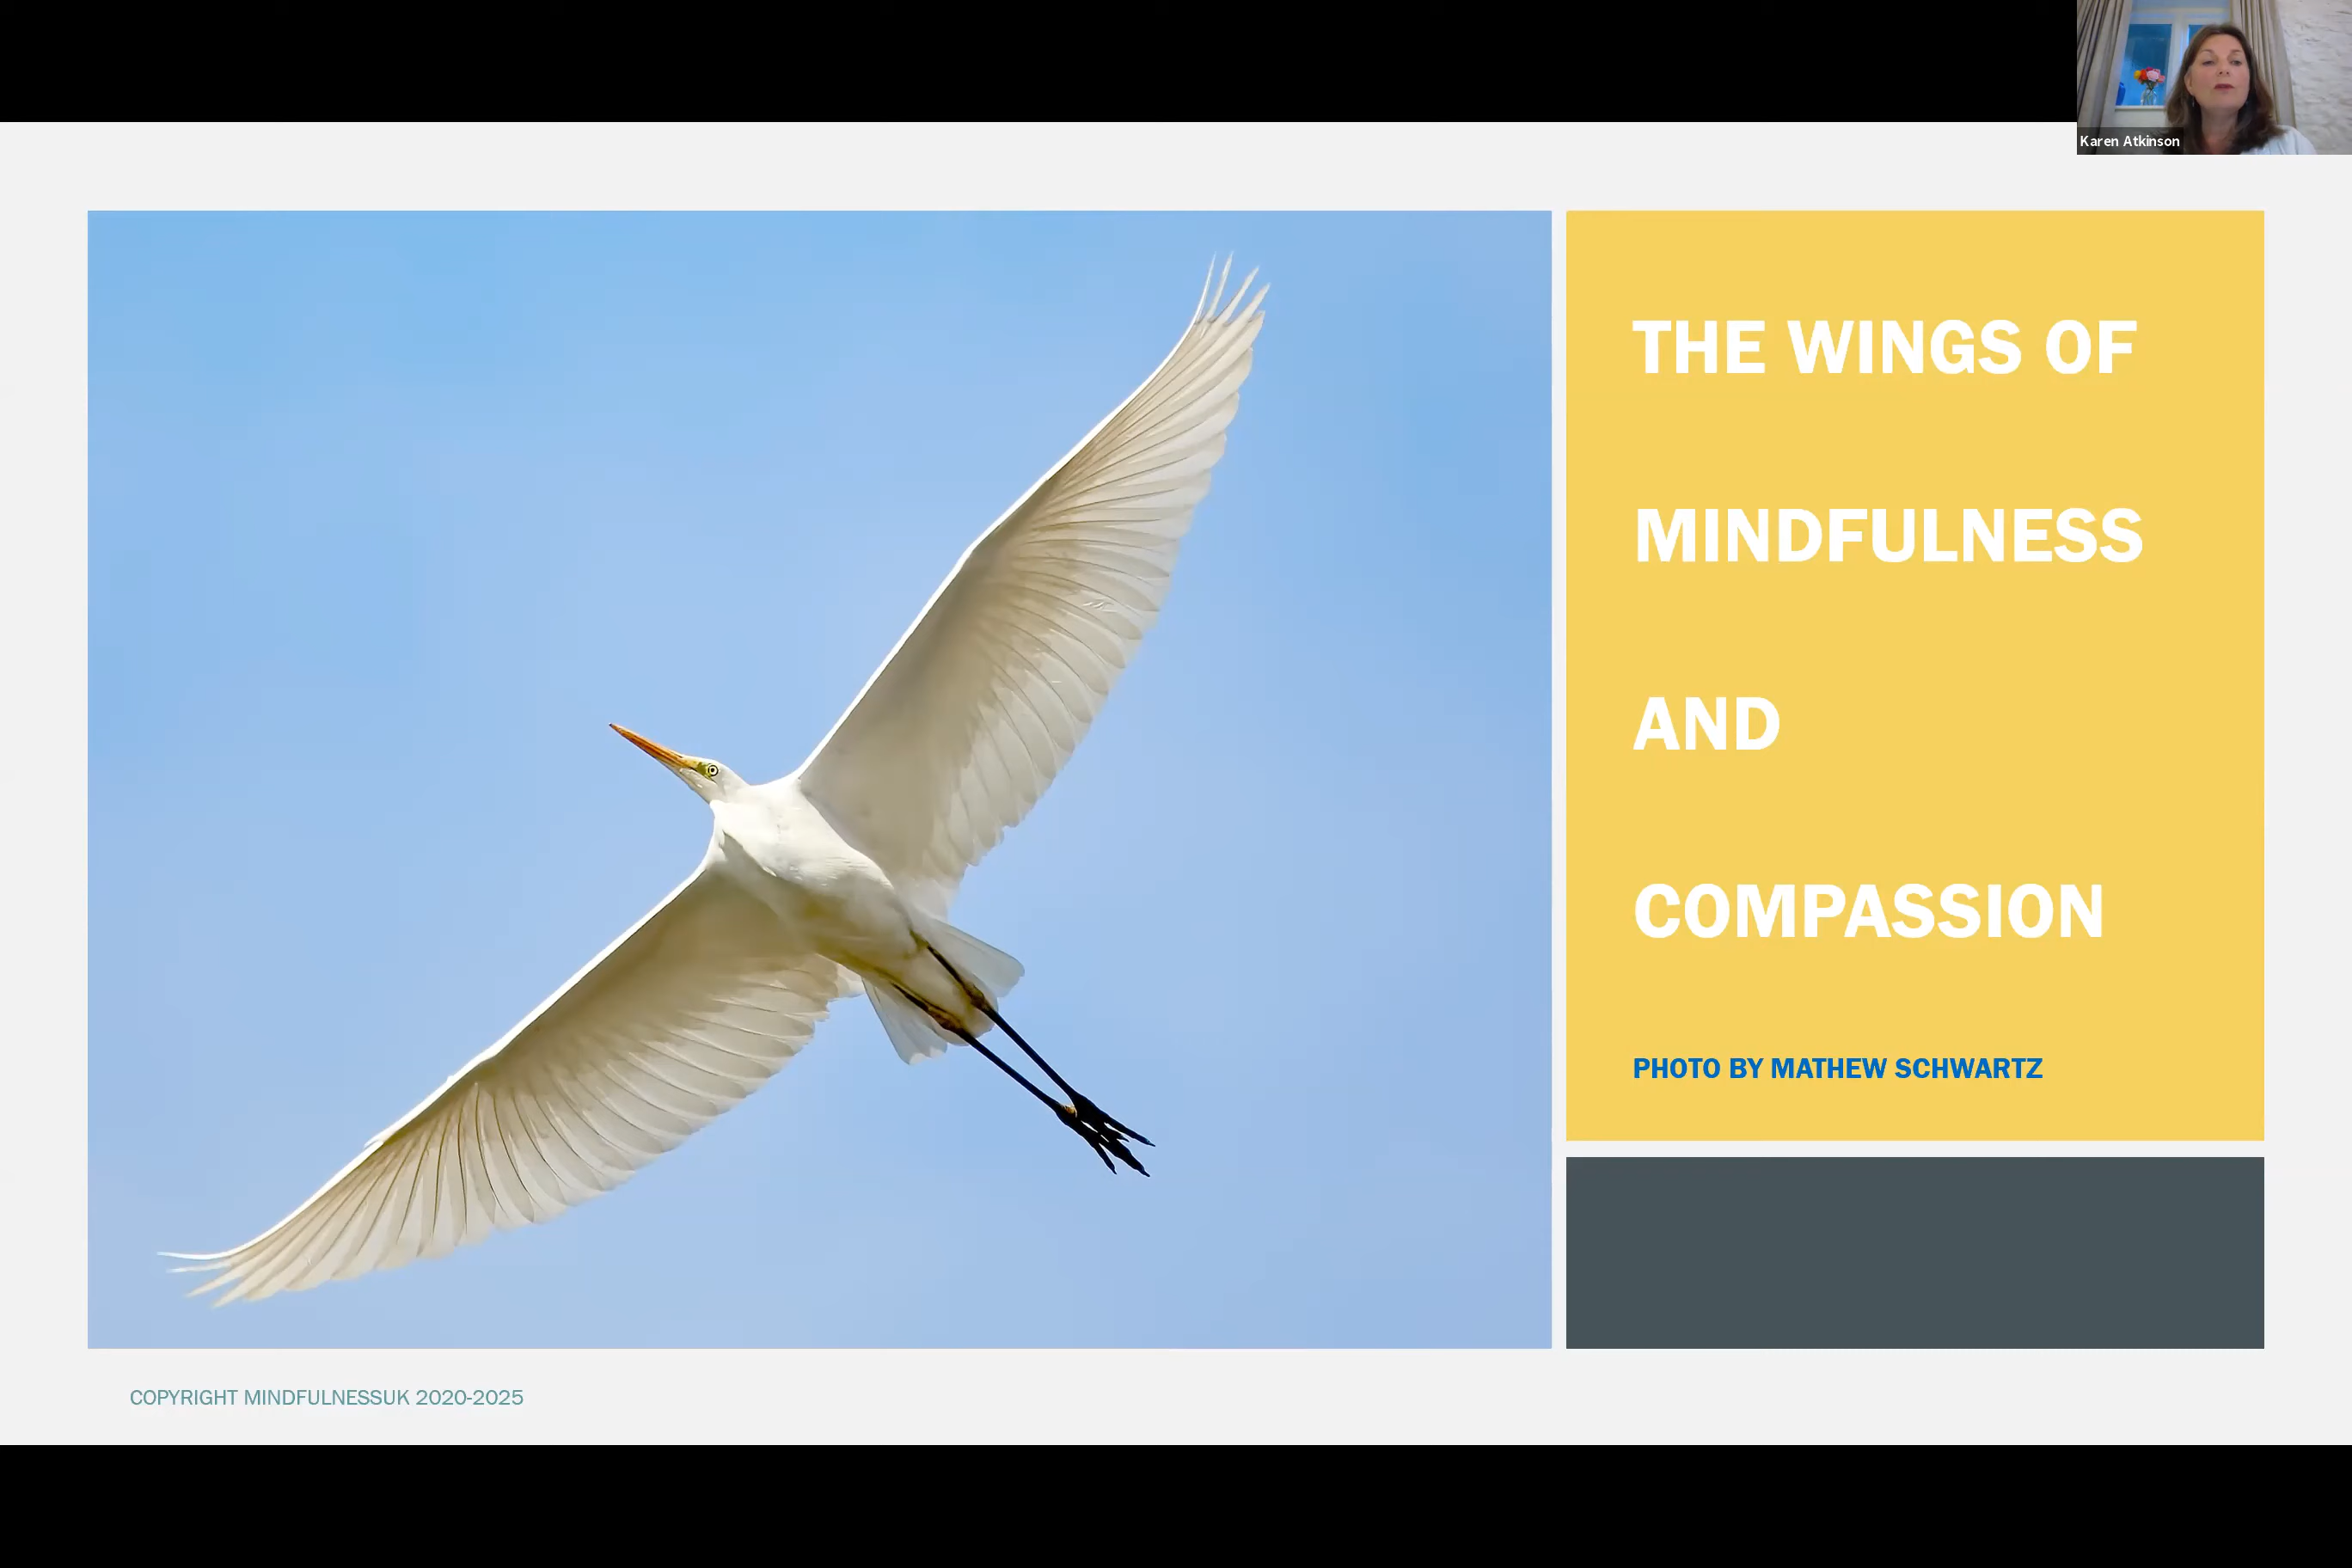 Karen Atkinson
THE WINGS OF
MINDFULNESS
AND
COMPASSION
PHOTO BY MATHEW SCHWARTZ
COPYRIGHT MINDFULNESSUK 2020-2025